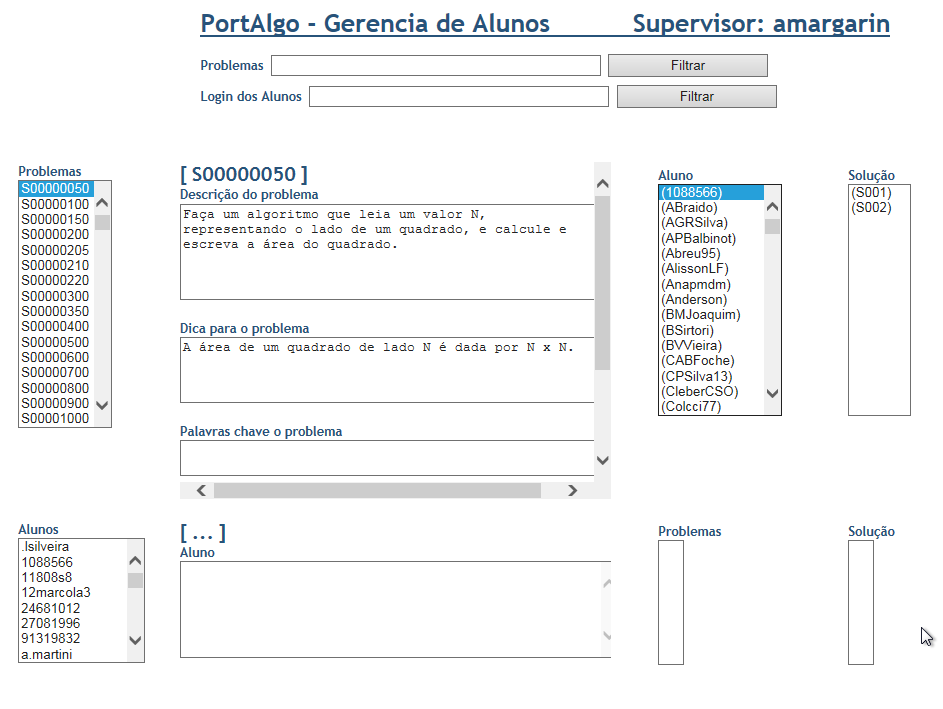 PortAlgo - Gerencia de Alunos Supervisor: amargarin
Problemas Filtrar
Login dos Alunos Filtrar
Problemas
S00000050
S00000100
S00000150
S00000200
S00000205
S00000210
S00000220
S00000300
S00000350
S00000400
S00000500
S00000600
S00000700
S00000800
S00000900
S00001000
[ S00000050 ]
Descrição do problema
Faça um algoritmo que leia um valor N,
representando o lado de um quadrado, e calcule e
escreva a área do quadrado.
Dica para o problema
A área de um quadrado de lado N é dada por N x N.
Palavras chave o problema
Aluno
(1088566)
(ABraido)
(AGRSilva)
(APBalbinot)
(Abreu95)
(AlissonLF)
(Anapmdm)
(Anderson)
(BMJoaquim)
(BSirtori)
(BVVieira)
(CABFoche)
(CPSilva13)
(CleberCSO)
(Colcci77)
Solução
(S001)
(S002)
Alunos
.lsilveira
1088566
11808s8
12marcola3
24681012
27081996
91319832
a.martini
[ ... ]
Aluno
Problemas
Solução